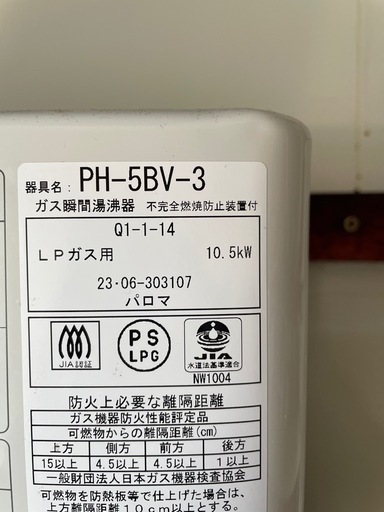 器具名: PH-5BV-3
ガス瞬間湯沸器 不完全燃焼防止装置付
Q1-1-14
LPガス用 10.5kW
23・06-303107
パロマ
JIA認証
PS
LPG
JIA
水道法基準適合
NW1004
防火上必要な離隔距離
ガス機器防火性能評定品
可燃物からの離隔距離(cm)
上方 側方 前方 後方
15以上 4.5以上 4.5以上 1以上
一般財団法人日本ガス機器検査協会
可燃物を防熱板等で仕上げた場合は、
上方離隔距離10cm以上とする。